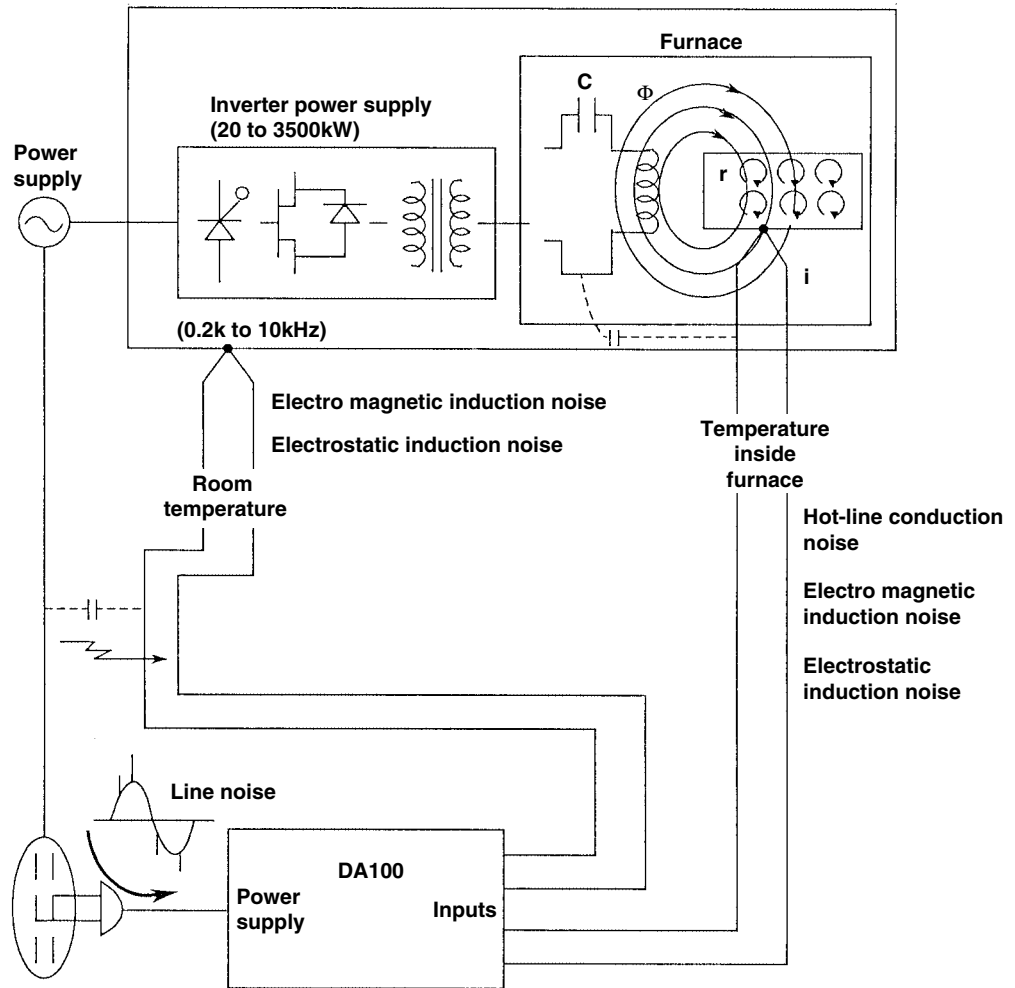 Furnace
C
Φ
Inverter power supply
(20 to 3500kW)
Power
supply
r
i
(0.2k to 10kHz)
Electro magnetic induction noise
Electrostatic induction noise
Room
temperature
Temperature
inside
furnace
Hot-line conduction
noise
Electro magnetic
induction noise
Electrostatic
induction noise
Line noise
DA100
Power
supply
Inputs